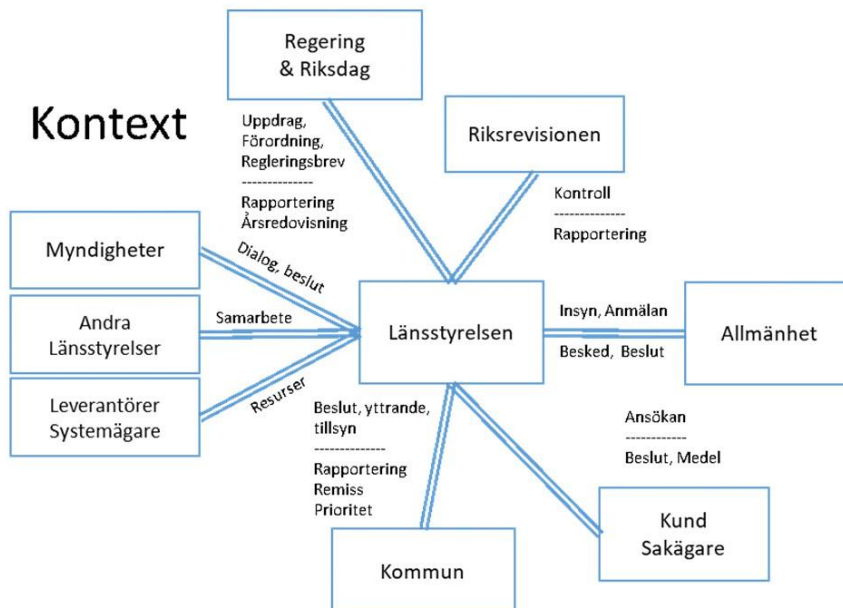 Kontext
Regering
& Riksdag
Uppdrag,
Förordning,
Regleringsbrev
--------------
Rapportering
Årsredovisning
Riksrevisionen
Kontroll
--------------
Rapportering
Myndigheter
Dialog, beslut
Andra
Länsstyrelser
Samarbete
Leverantörer
Systemägare
Resurser
Länsstyrelsen
Insyn, Anmälan
Besked, Beslut
Allmänhet
Beslut, yttrande,
tillsyn
--------------
Rapportering
Remiss
Prioritet
Kommun
Ansökan
------------
Beslut, Medel
Kund
Sakägare